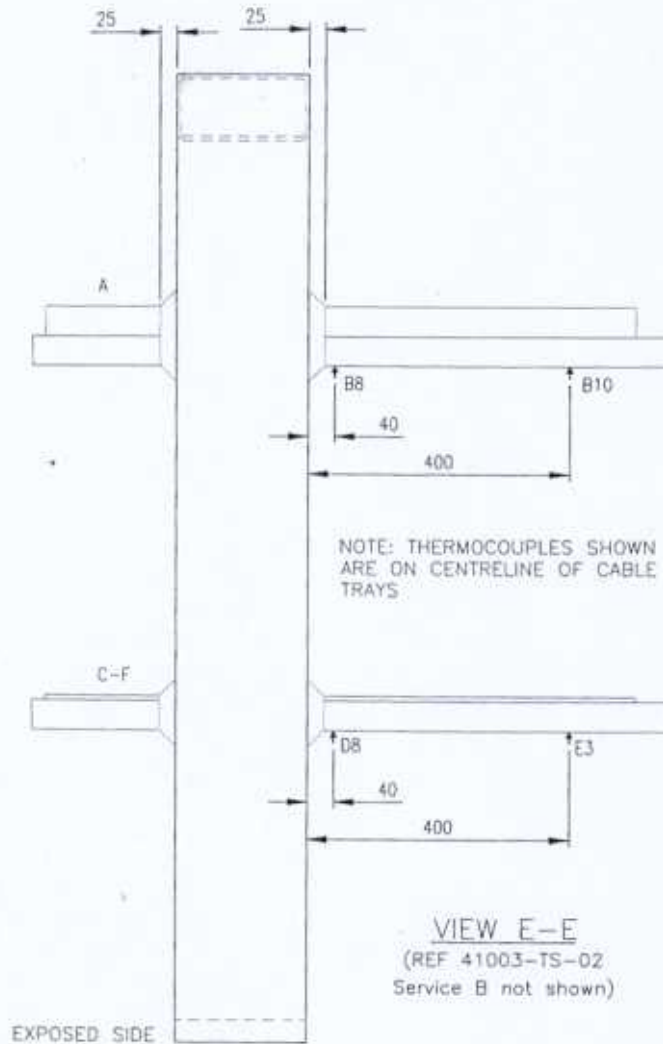 25
25
A
B8
B10
40
400
NOTE: THERMOCOUPLES SHOWN
ARE ON CENTRELINE OF CABLE
TRAYS
C-F
D8
E3
40
400
VIEW E-E
(REF 41003-TS-02
Service B not shown)
EXPOSED SIDE